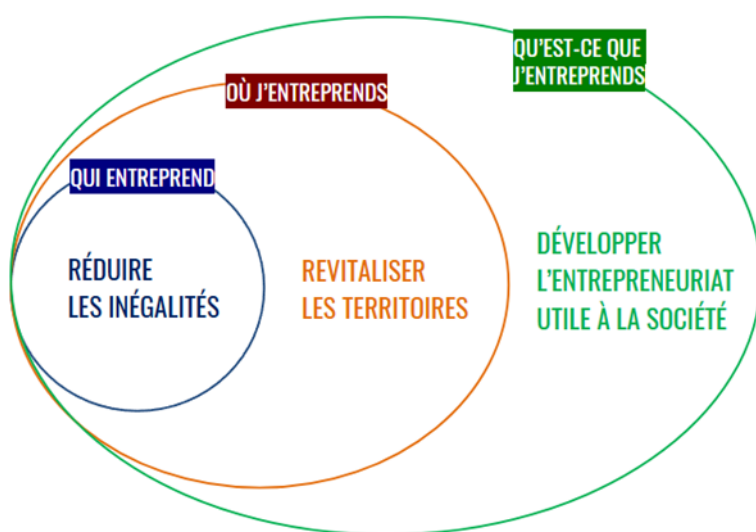 QU'EST-CE QUE
J'ENTREPRENDS
OÙ J'ENTREPRENDS
QUI ENTREPREND
RÉDUIRE
LES INÉGALITÉS
REVITALISER
LES TERRITOIRES
DÉVELOPPER
L'ENTREPRENEURIAT
UTILE À LA SOCIÉTÉ